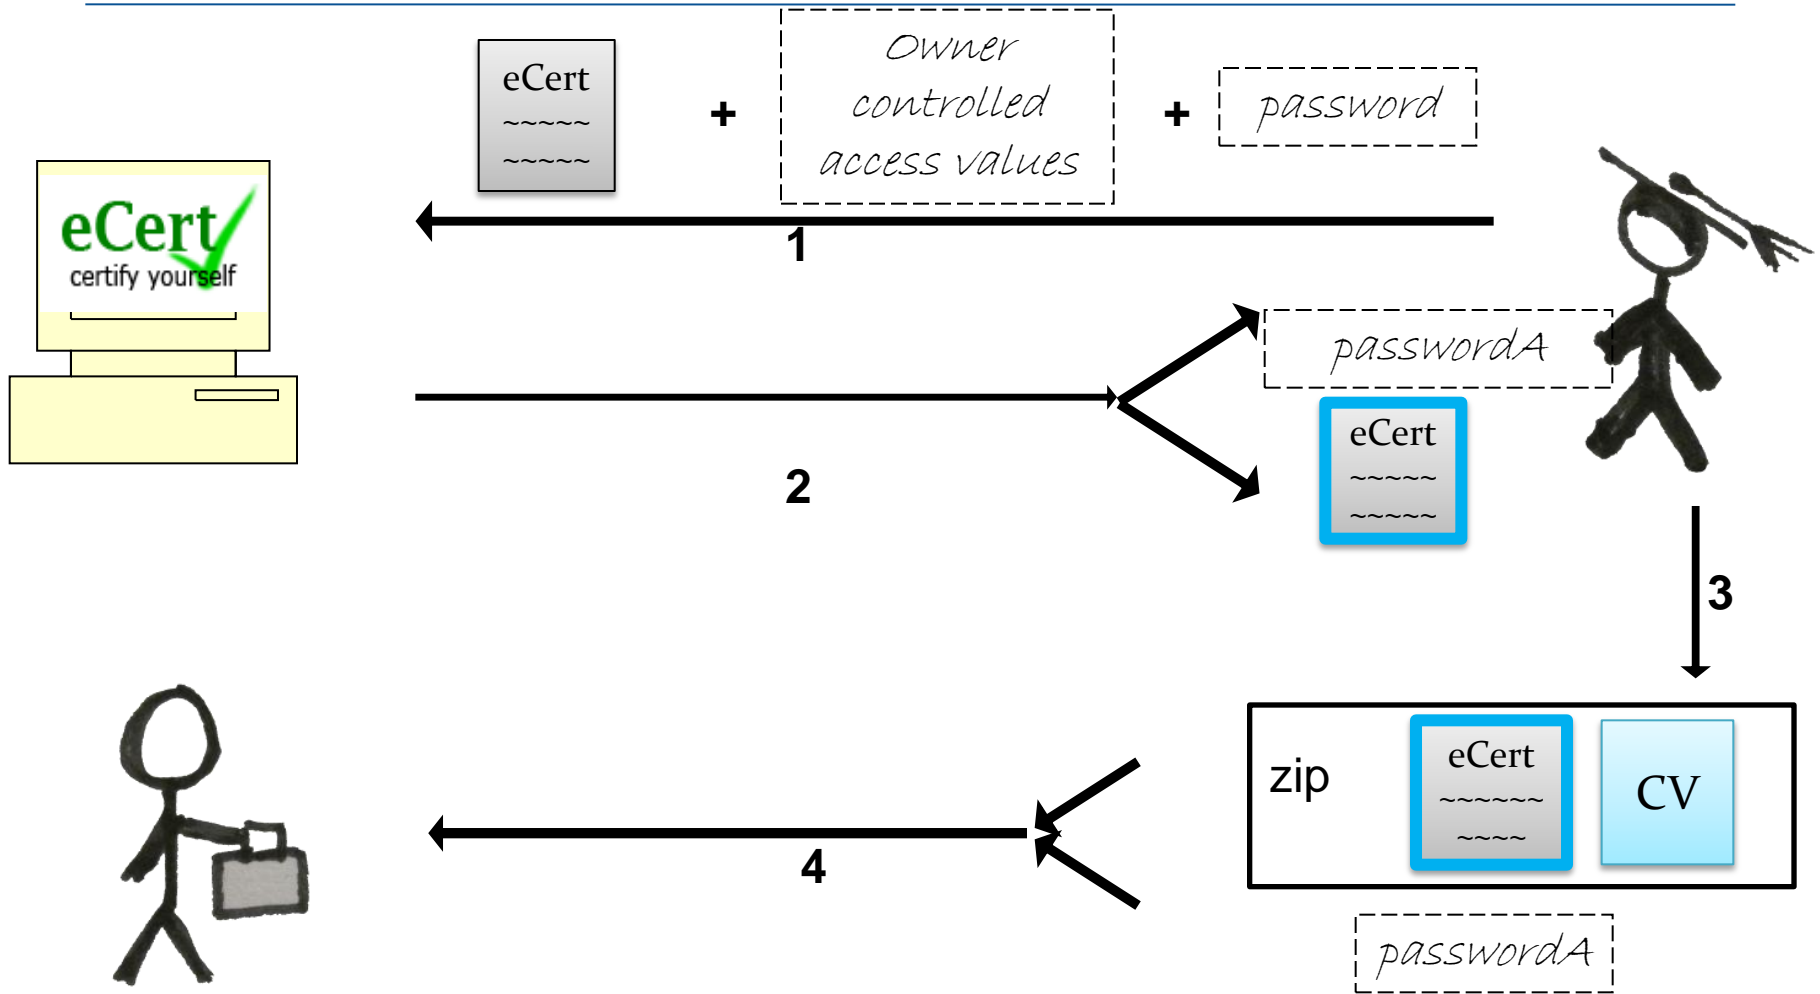 eCert
~~~~~
~~~~~
+
Owner
controlled
access values
+
password
eCert
certify yourself
1
passwordA
eCert
~~~~~
~~~~~
2
3
zip
eCert
~~~~~~
~~~~
CV
4
passwordA